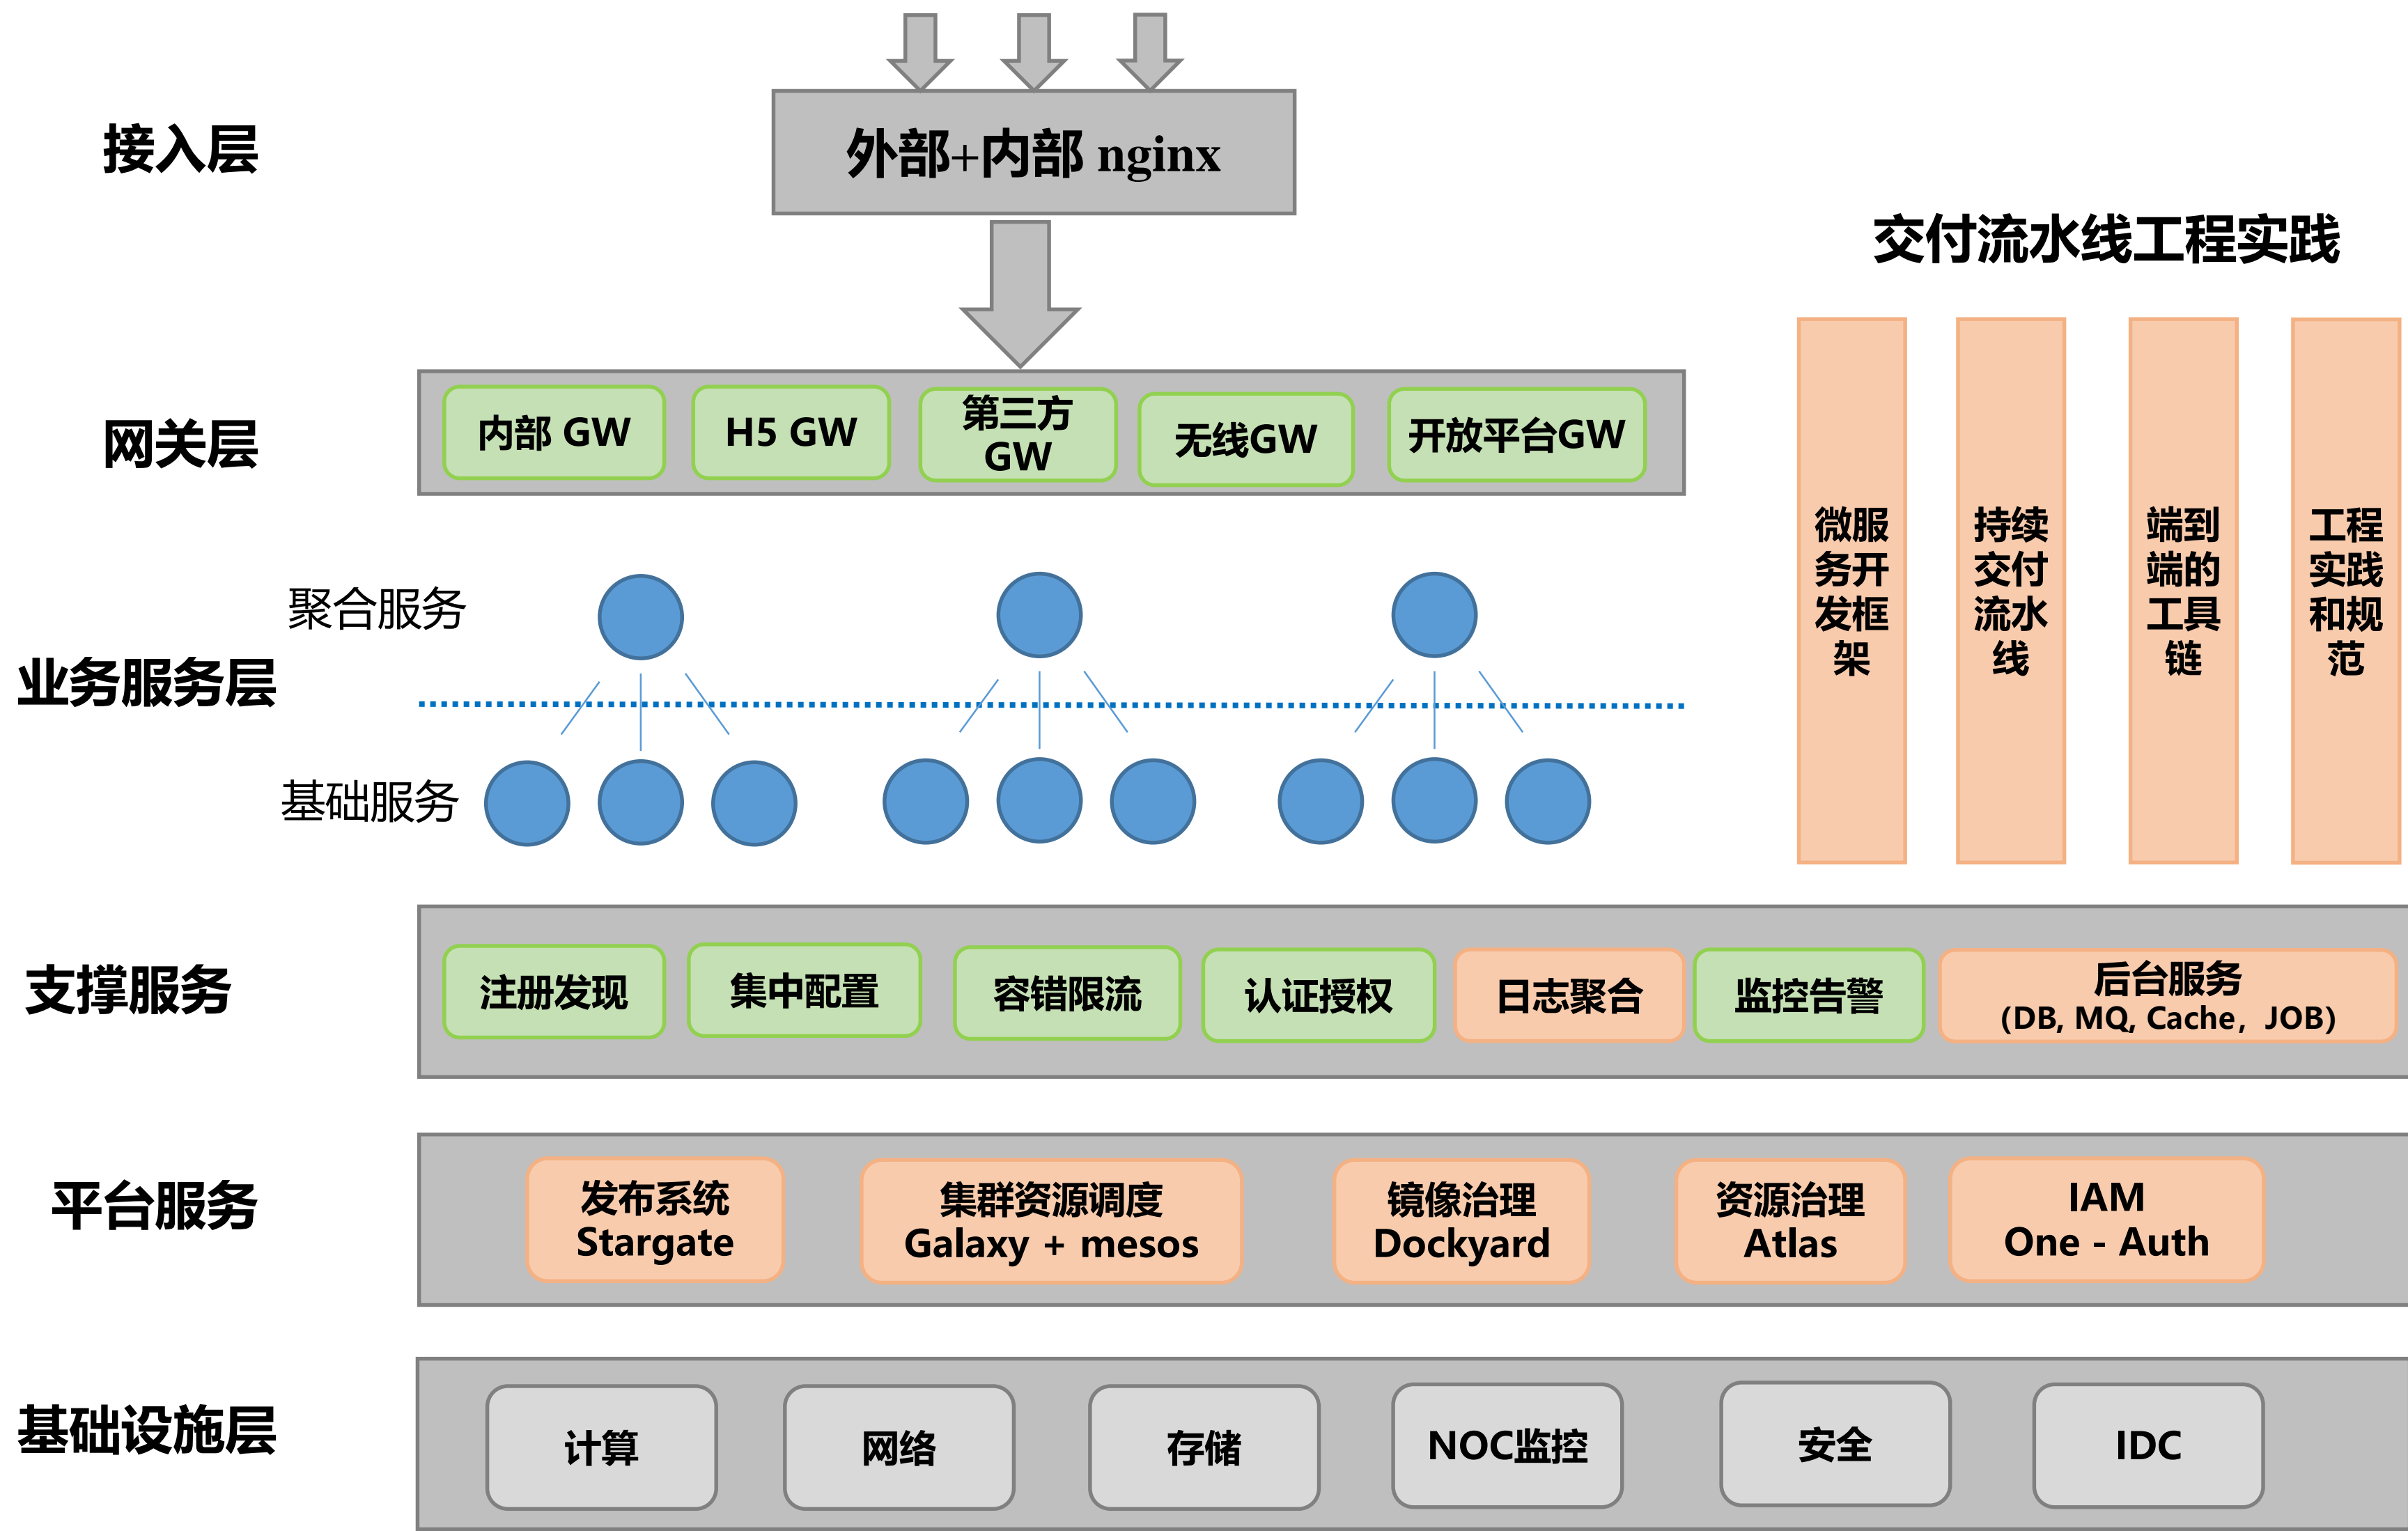 接入层
外部+内部 nginx
交付流水线工程实践
网关层
内部 GW
H5 GW
第三方
GW
无线GW
开放平台GW
微服
务开
发框
架
持续
交付
流水
线
端到
端的
工具
链
工程
实践
和规
范
聚合服务
业务服务层
基础服务
支撑服务
注册发现
集中配置
容错限流
认证授权
日志聚合
监控告警
后台服务
(DB, MQ, Cache，JOB)
平台服务
发布系统
Stargate
集群资源调度
Galaxy + mesos
镜像治理
Dockyard
资源治理
Atlas
IAM
One - Auth
基础设施层
计算
网络
存储
NOC监控
安全
IDC